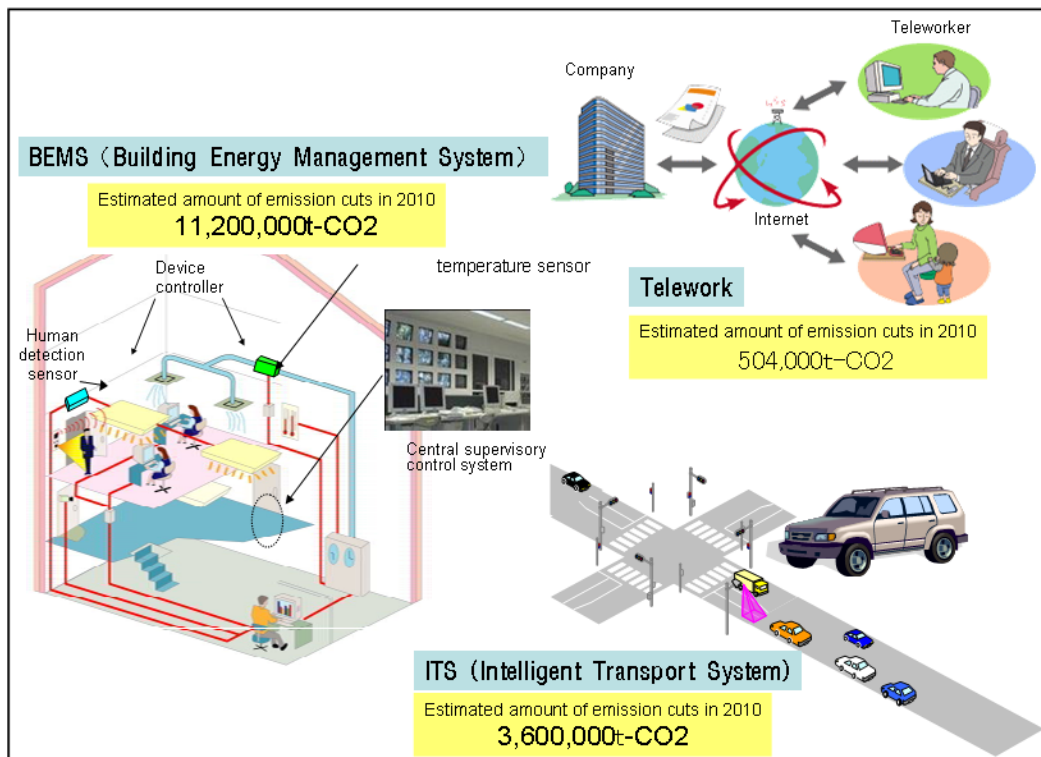 Teleworker
Company
BEMS（Building Energy Management System）
Estimated amount of emission cuts in 2010
11,200,000t-CO2
Internet
temperature sensor
Device
controller
Human
detection
sensor
Central supervisory
control system
Telework
Estimated amount of emission cuts in 2010
504,000t-CO2
ITS (Intelligent Transport System)
Estimated amount of emission cuts in 2010
3,600,000t-CO2